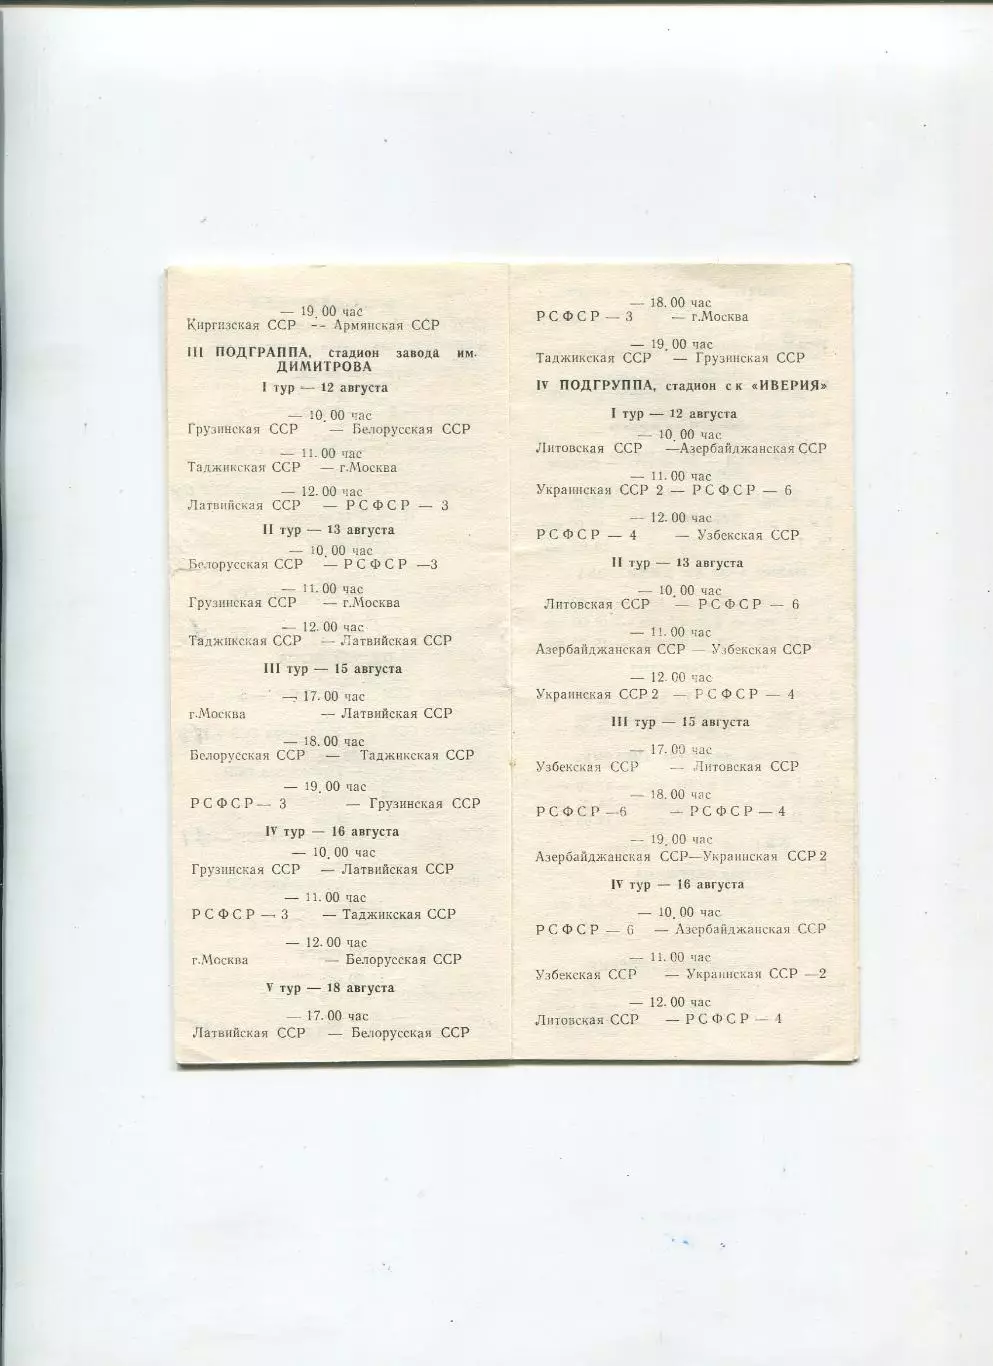 — 19.00 час
Киргизская ССР -- Армянская ССР
III ПОДГРАППА, стадион завода им.
ДИМИТРОВА
I тур — 12 августа
— 10.00 час
Грузинская ССР — Белорусская ССР
— 11.00 час
Таджикская ССР — г.Москва
— 12.00 час
Латвийская ССР — РСФСР — 3
II тур — 13 августа
— 10.00 час
Белорусская ССР — РСФСР —3
— 11.00 час
Грузинская ССР — г.Москва
— 12.00 час
Таджикская ССР — Латвийская ССР
III тур — 15 августа
— 17.00 час
г.Москва — Латвийская ССР
— 18.00 час
Белорусская ССР — Таджикская ССР
— 19.00 час
РСФСР— 3 — Грузинская ССР
IV тур — 16 августа
— 10.00 час
Грузинская ССР — Латвийская ССР
— 11.00 час
РСФСР — 3 — Таджикская ССР
— 12.00 час
г.Москва — Белорусская ССР
V тур — 18 августа
— 17.00 час
Латвийская ССР — Белорусская ССР
— 18.00 час
РСФСР — 3 — г.Москва
— 19.00 час
Таджикская ССР — Грузинская ССР
IV ПОДГРУППА, стадион с к «ИВЕРИЯ»
I тур — 12 августа
— 10.00 час
Литовская ССР —Азербайджанская ССР
— 11.00 час
Украинская ССР 2 — РСФСР — 6
— 12.00 час
РСФСР — 4 — Узбекская ССР
II тур — 13 августа
— 10.00 час
Литовская ССР — РСФСР — 6
— 11.00 час
Азербайджанская ССР — Узбекская ССР
— 12.00 час
Украинская ССР 2 — РСФСР — 4
III тур — 15 августа
— 17.00 час
Узбекская ССР — Литовская ССР
— 18.00 час
РСФСР —6 — РСФСР — 4
— 19.00 час
Азербайджанская ССР—Украинская ССР 2
IV тур — 16 августа
— 10.00 час
РСФСР — 6 — Азербайджанская ССР
— 11.00 час
Узбекская ССР — Украинская ССР —2
— 12.00 час
Литовская ССР — РСФСР — 4